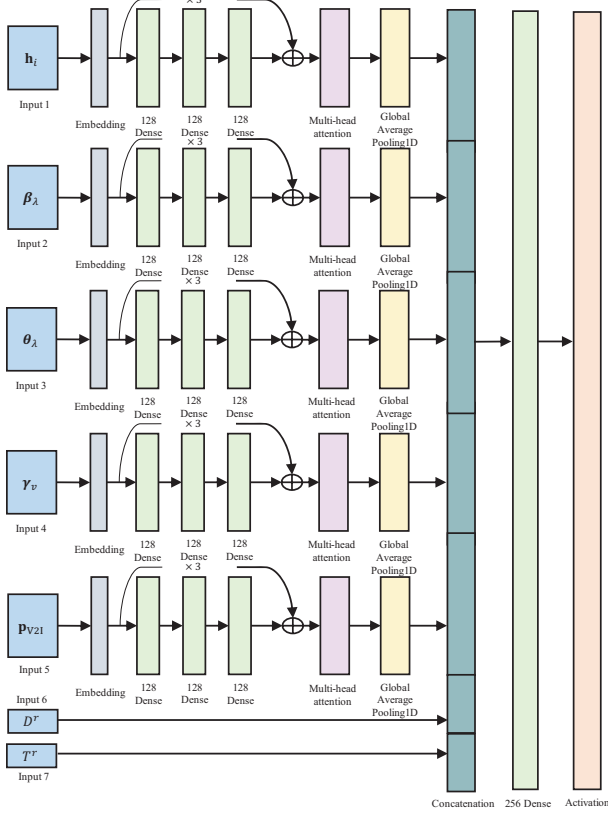 × 3
h_i
Input 1
Embedding
128
Dense
128
Dense
128
Dense
Multi-head
attention
Global
Average
Pooling1D
× 3
β_λ
Input 2
Embedding
128
Dense
128
Dense
128
Dense
Multi-head
attention
Global
Average
Pooling1D
× 3
θ_λ
Input 3
Embedding
128
Dense
128
Dense
128
Dense
Multi-head
attention
Global
Average
Pooling1D
× 3
γ_v
Input 4
Embedding
128
Dense
128
Dense
128
Dense
Multi-head
attention
Global
Average
Pooling1D
× 3
p_V2I
Input 5
Embedding
128
Dense
128
Dense
128
Dense
Multi-head
attention
Global
Average
Pooling1D
Input 6
D^r
T^r
Input 7
Concatenation
256 Dense
Activation